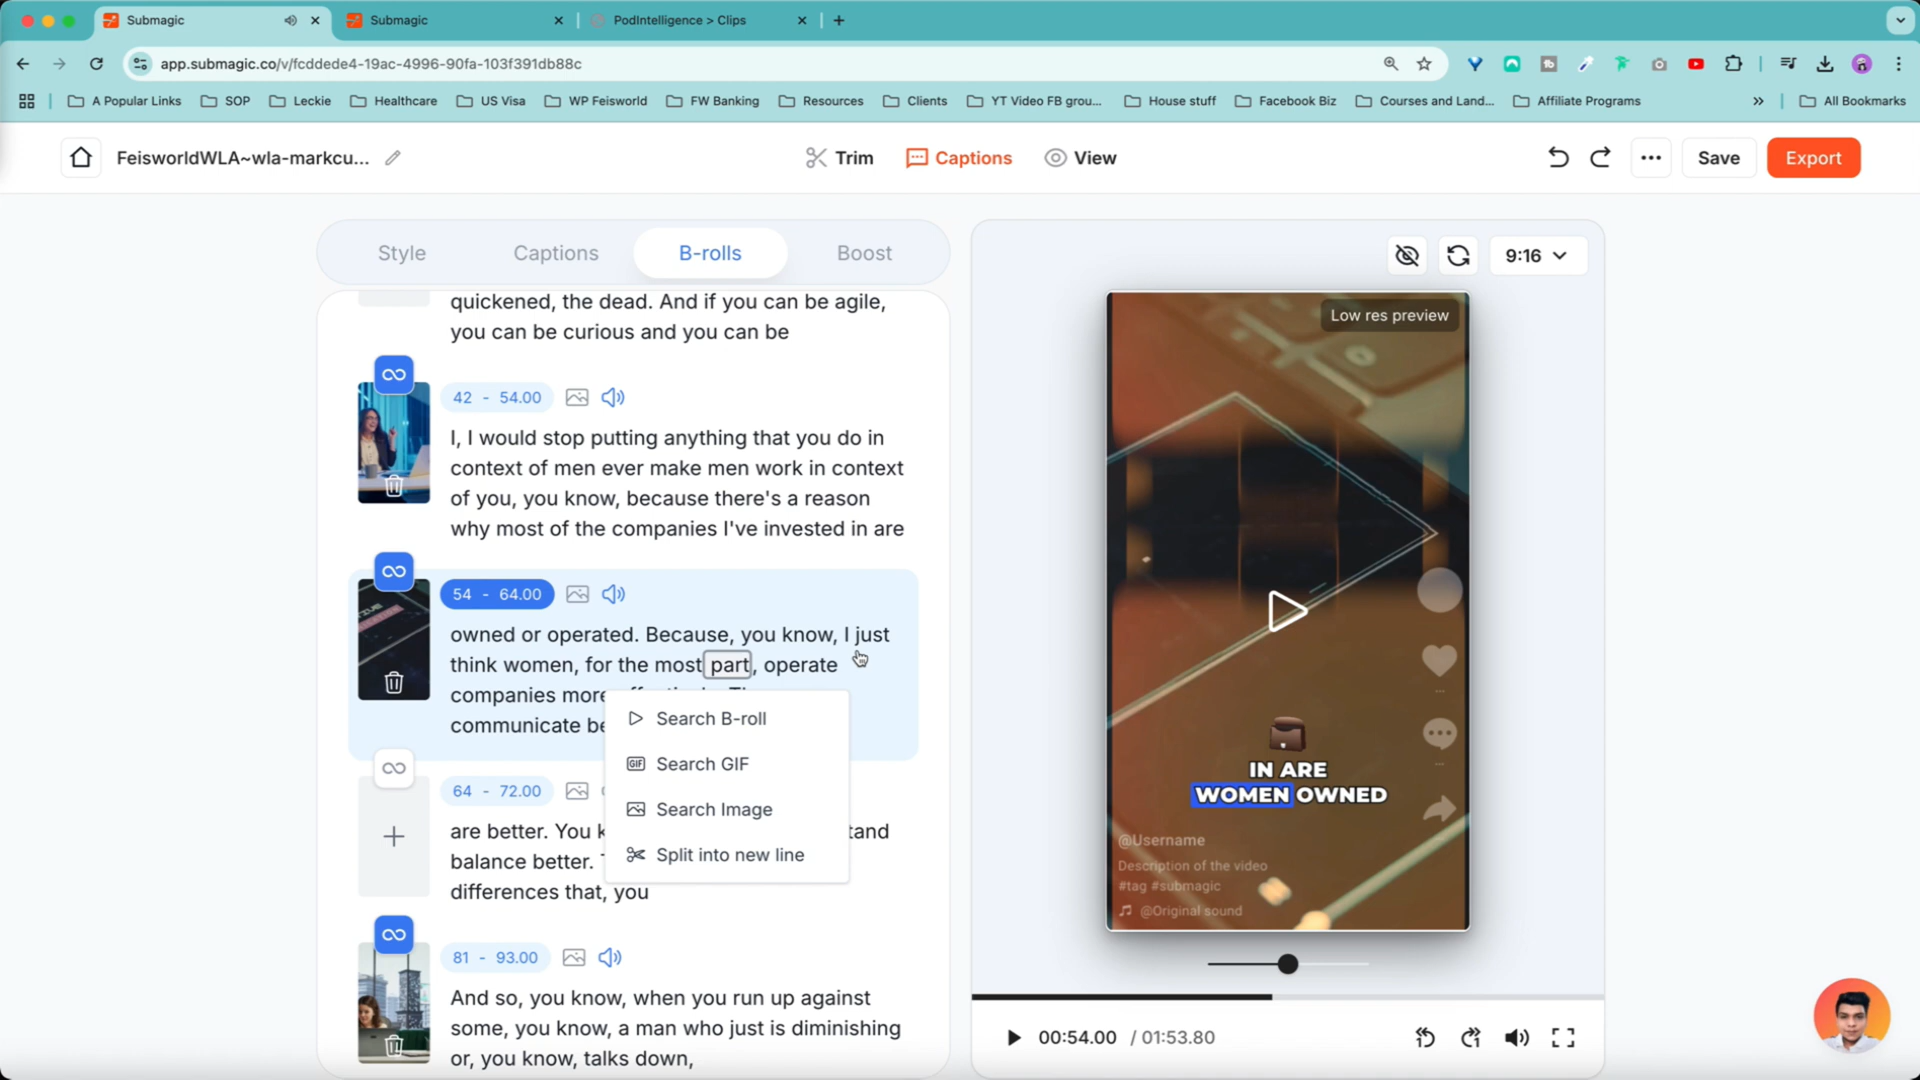 Submagic
Submagic
PodIntelligence > Clips
app.submagic.co/v/fcddede4-19ac-4996-90fa-103f391db88c
A Popular Links
SOP
Leckie
Healthcare
US Visa
WP Feisworld
FW Banking
Resources
Clients
YT Video FB grou...
House stuff
Facebook Biz
Courses and Land...
Affiliate Programs
All Bookmarks
FeisworldWLA~wla-markcu...
Trim
Captions
View
Save
Export
Style
Captions
B-rolls
Boost
quickened, the dead. And if you can be agile,
you can be curious and you can be
42 - 54.00
I, I would stop putting anything that you do in
context of men ever make men work in context
of you, you know, because there's a reason
why most of the companies I've invested in are
54 - 64.00
owned or operated. Because, you know, I just
think women, for the most part, operate
companies more
communicate be
Search B-roll
Search GIF
Search Image
Split into new line
64 - 72.00
are better. You k tand
balance better. T
differences that, you
81 - 93.00
And so, you know, when you run up against
some, you know, a man who just is diminishing
or, you know, talks down,
9:16
Low res preview
IN ARE
WOMEN OWNED
@Username
Description of the video
#tag #submagic
@Original sound
00:54.00 / 01:53.80